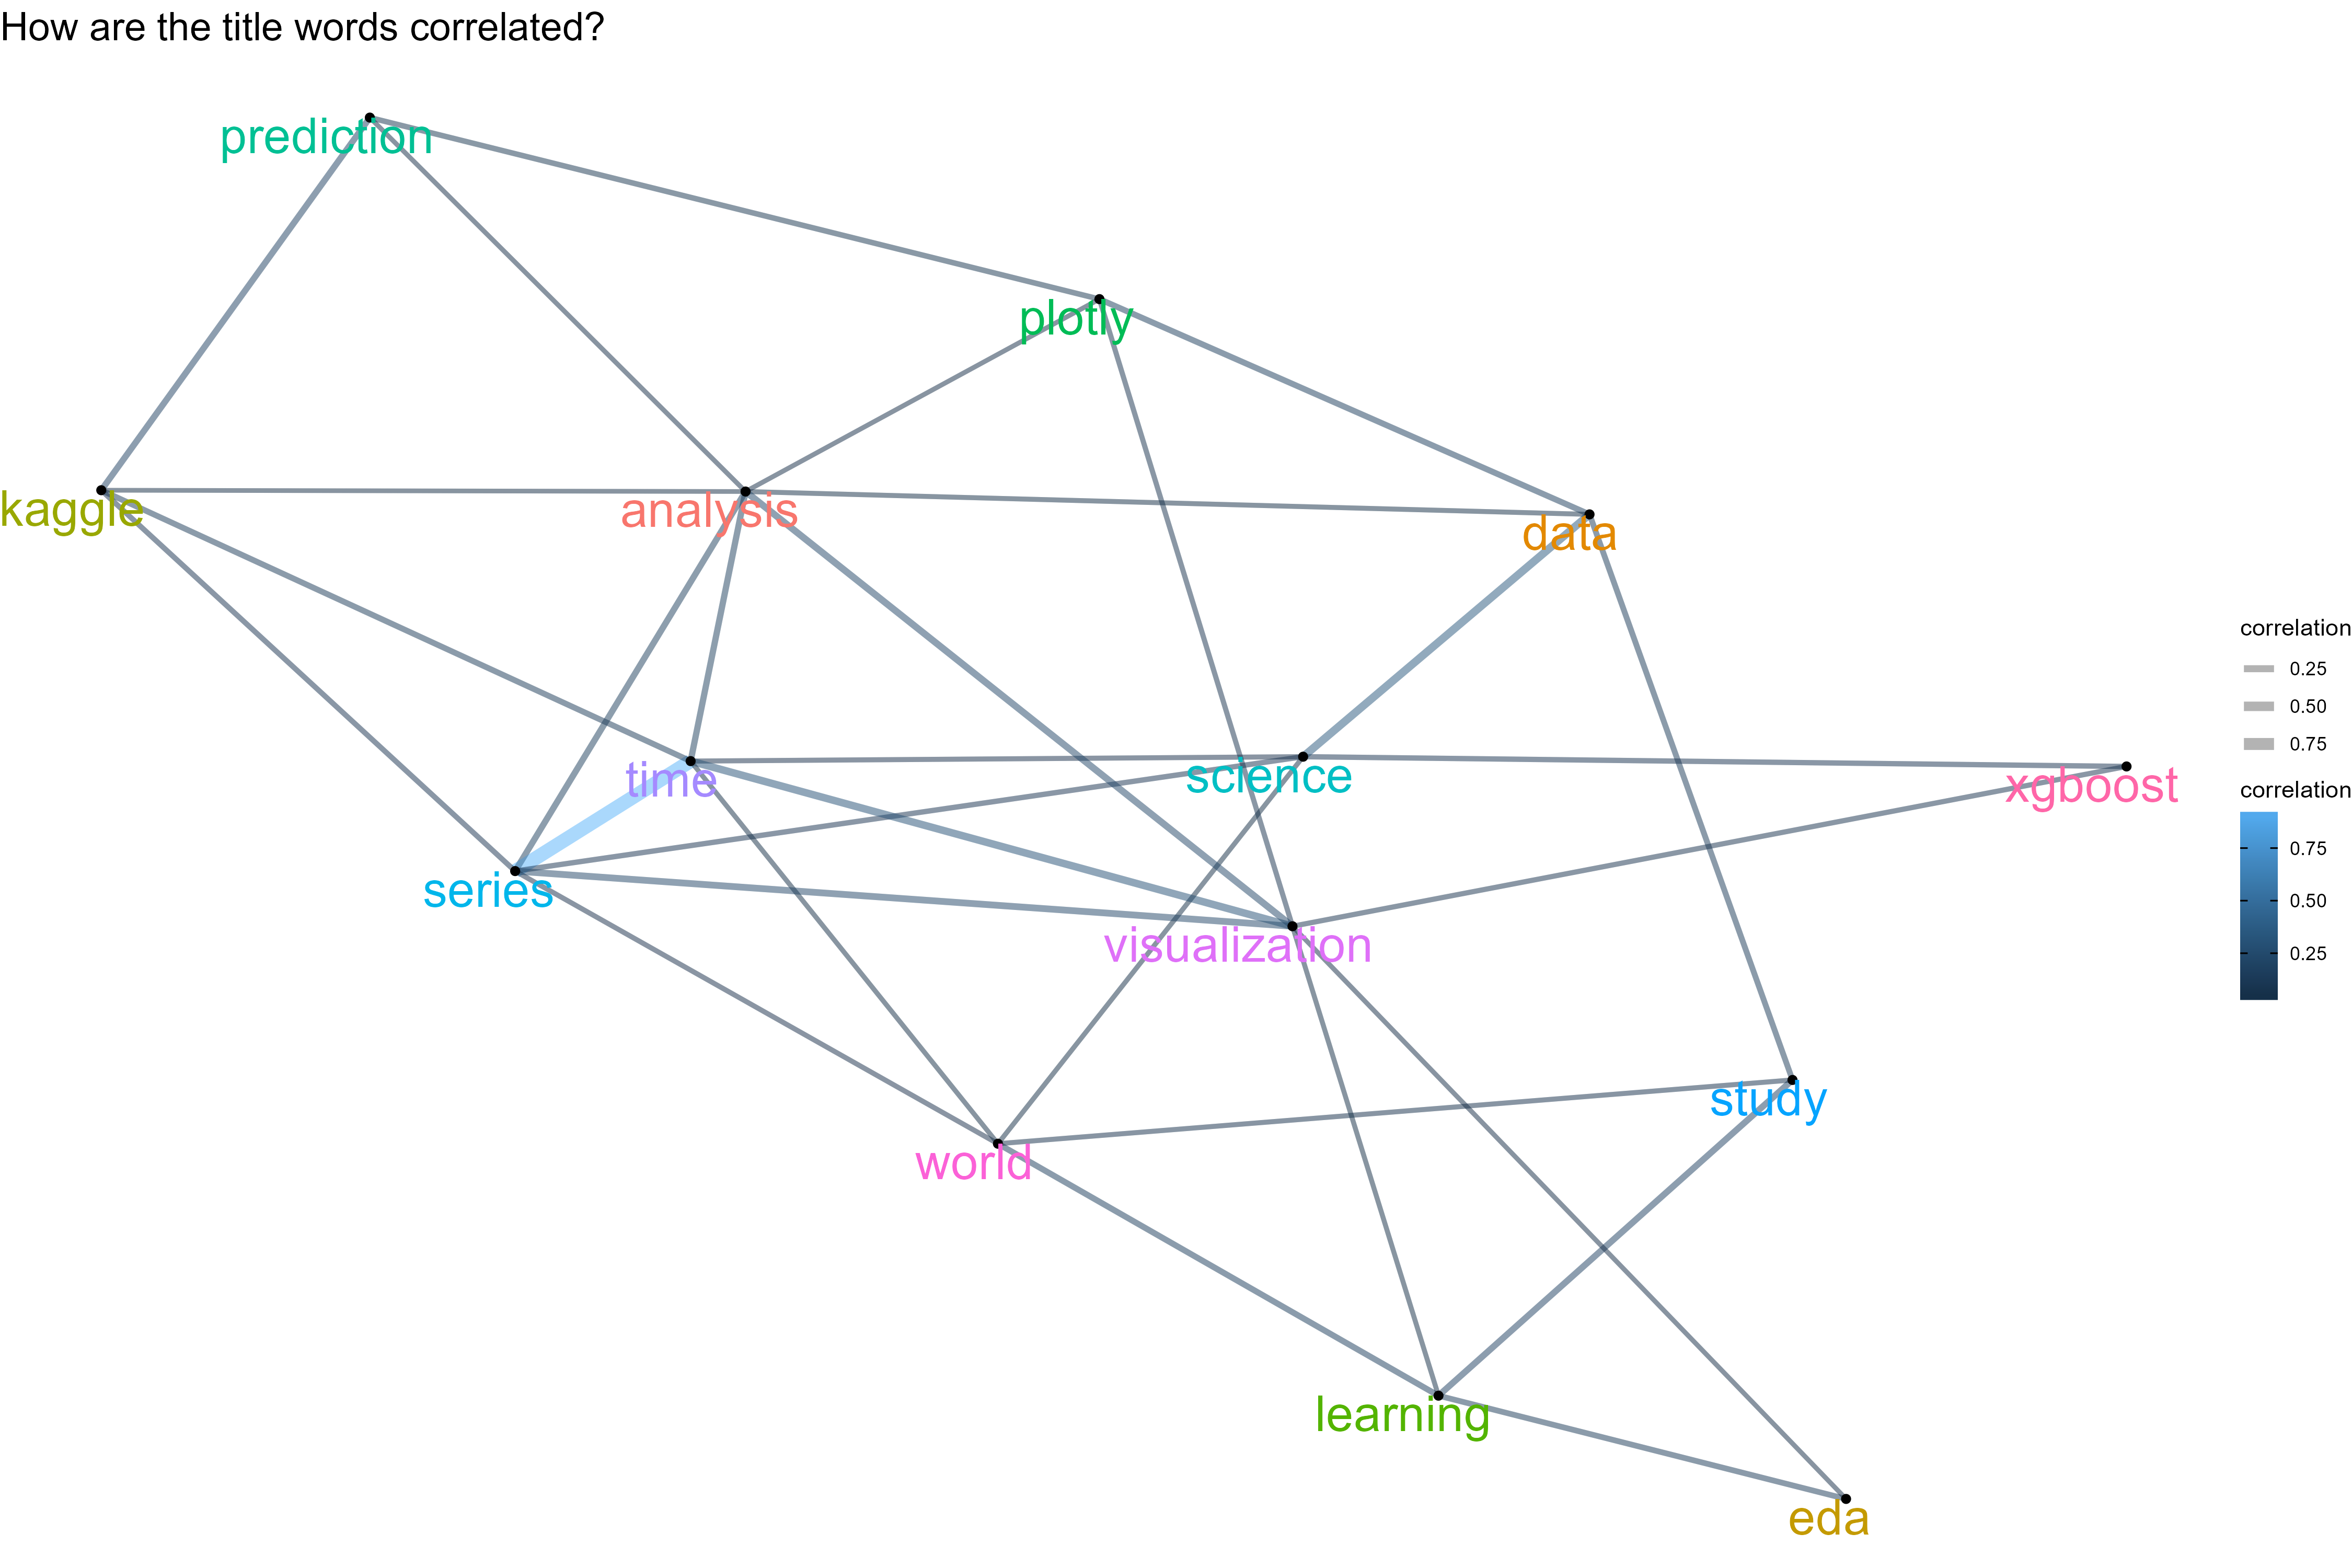 How are the title words correlated?
prediction
plotly
kaggle
analysis
data
correlation
0.25
0.50
0.75
time
science
xgboost
correlation
0.75
0.50
0.25
series
visualization
study
world
learning
eda